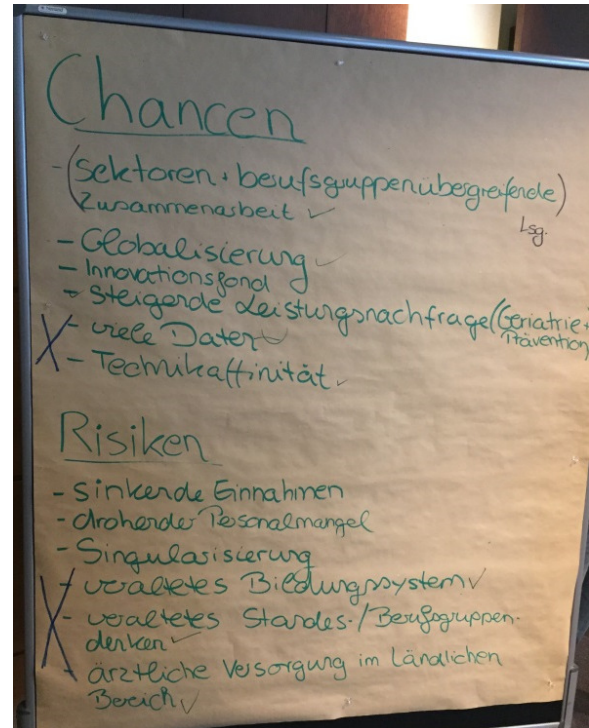 Chancen
- (Sektoren + berufsgruppenübergreifende)
Zusammenarbeit ✓
Lsg.
- Globalisierung ✓
- Innovationsfond
- Steigende Leistungsnachfrage (Geriatrie +
Prävention
X - viele Daten ✓
- Technikaffinität ✓
Risiken
- sinkende Einnahmen
- drohender Personalmangel
- Singularisierung
X - veraltetes Bildungssystem ✓
- veraltetes Standes-/Berufsgruppen-
denken ✓
- ärztliche Versorgung im Ländlichen
Bereich ✓